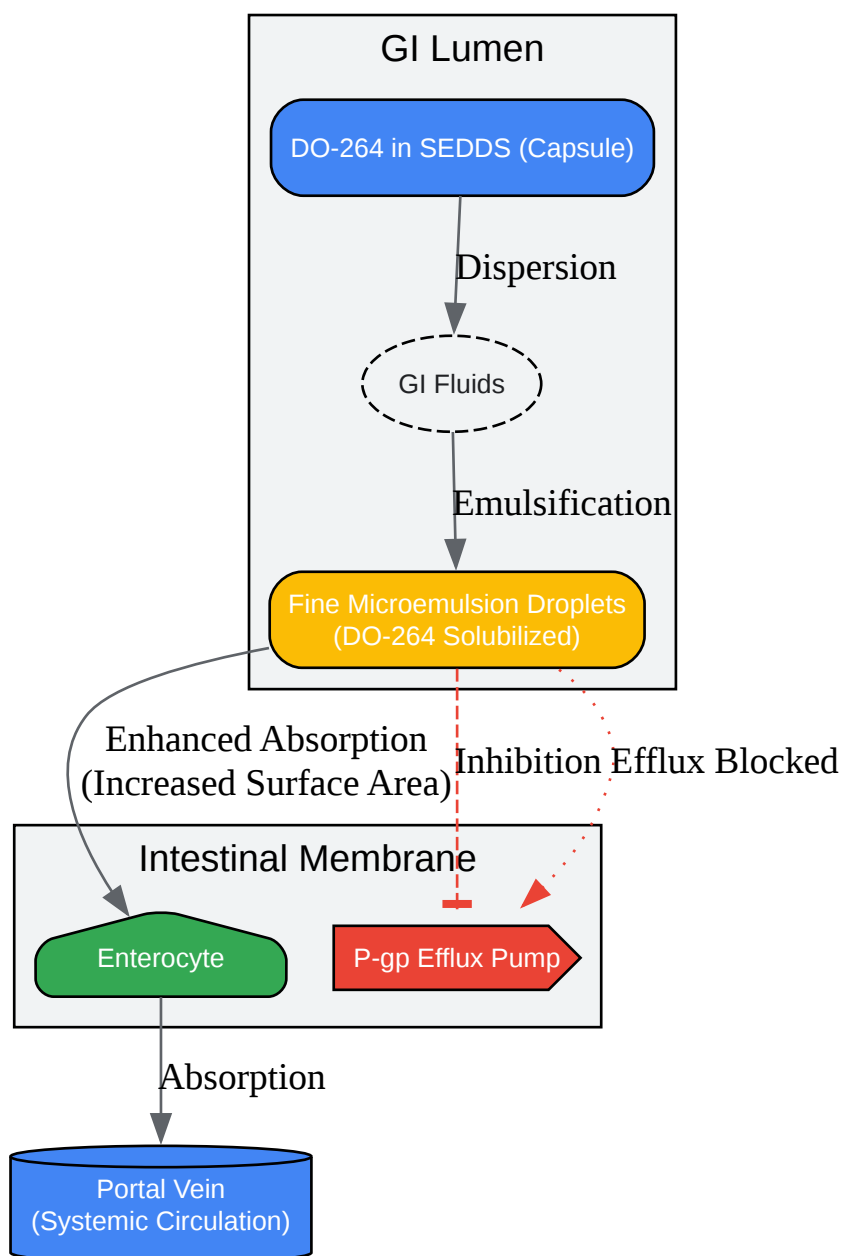 GI Lumen
DO-264 in SEDDS (Capsule)
Dispersion
GI Fluids
Emulsification
Fine Microemulsion Droplets
(DO-264 Solubilized)
Enhanced Absorption
(Increased Surface Area)
Inhibition
Efflux Blocked
Intestinal Membrane
Enterocyte
P-gp Efflux Pump
Absorption
Portal Vein
(Systemic Circulation)